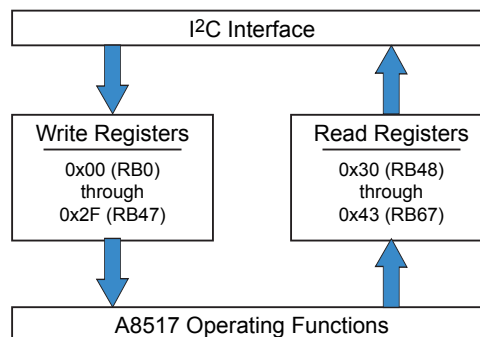 I²C Interface
Write Registers
0x00 (RB0)
through
0x2F (RB47)
Read Registers
0x30 (RB48)
through
0x43 (RB67)
A8517 Operating Functions